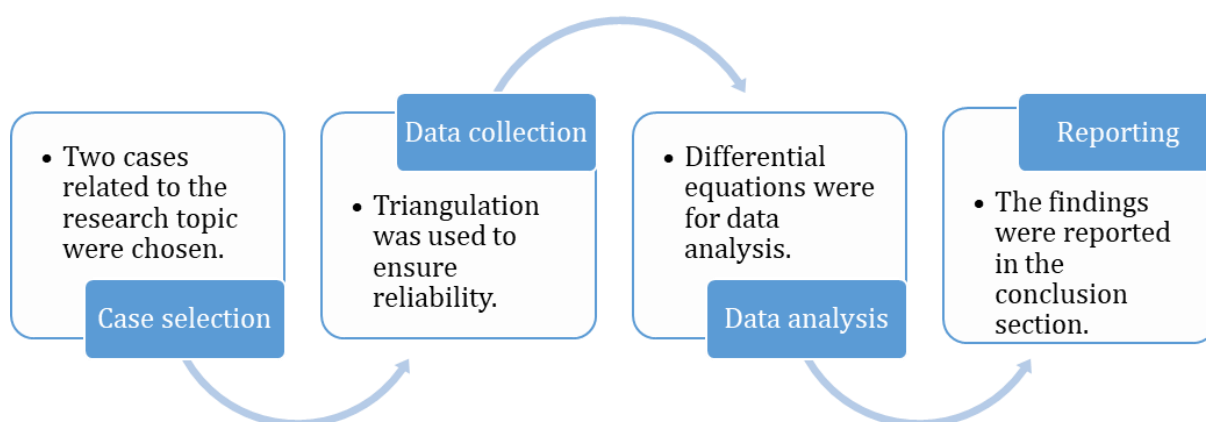 • Two cases
related to the
research topic
were chosen.
Case selection
Data collection
• Triangulation
was used to
ensure
reliability.
• Differential
equations were
for data
analysis.
Data analysis
Reporting
• The findings
were reported
in the
conclusion
section.